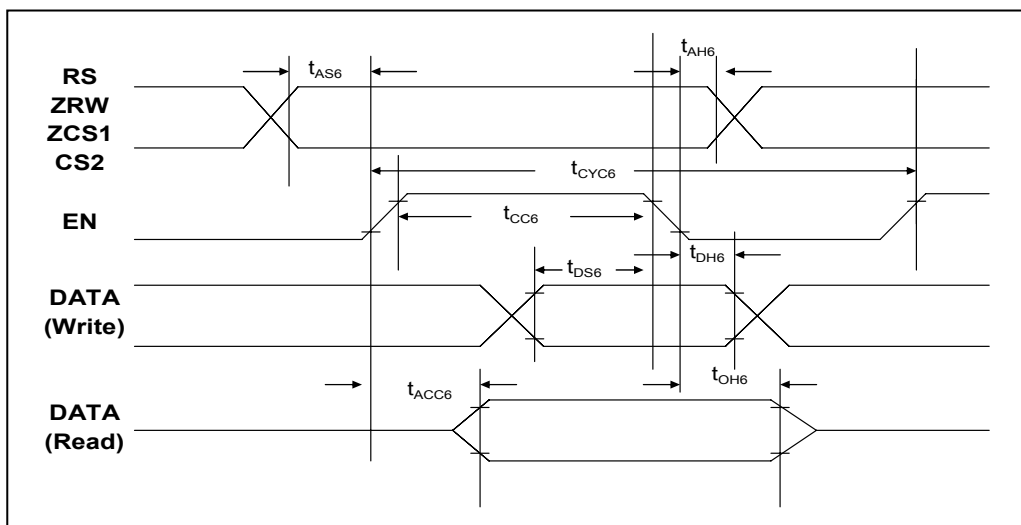 RS
ZRW
ZCS1
CS2
EN
DATA
(Write)
DATA
(Read)
tAS6
tAH6
tCYC6
tCC6
tDS6
tDH6
tACC6
tOH6